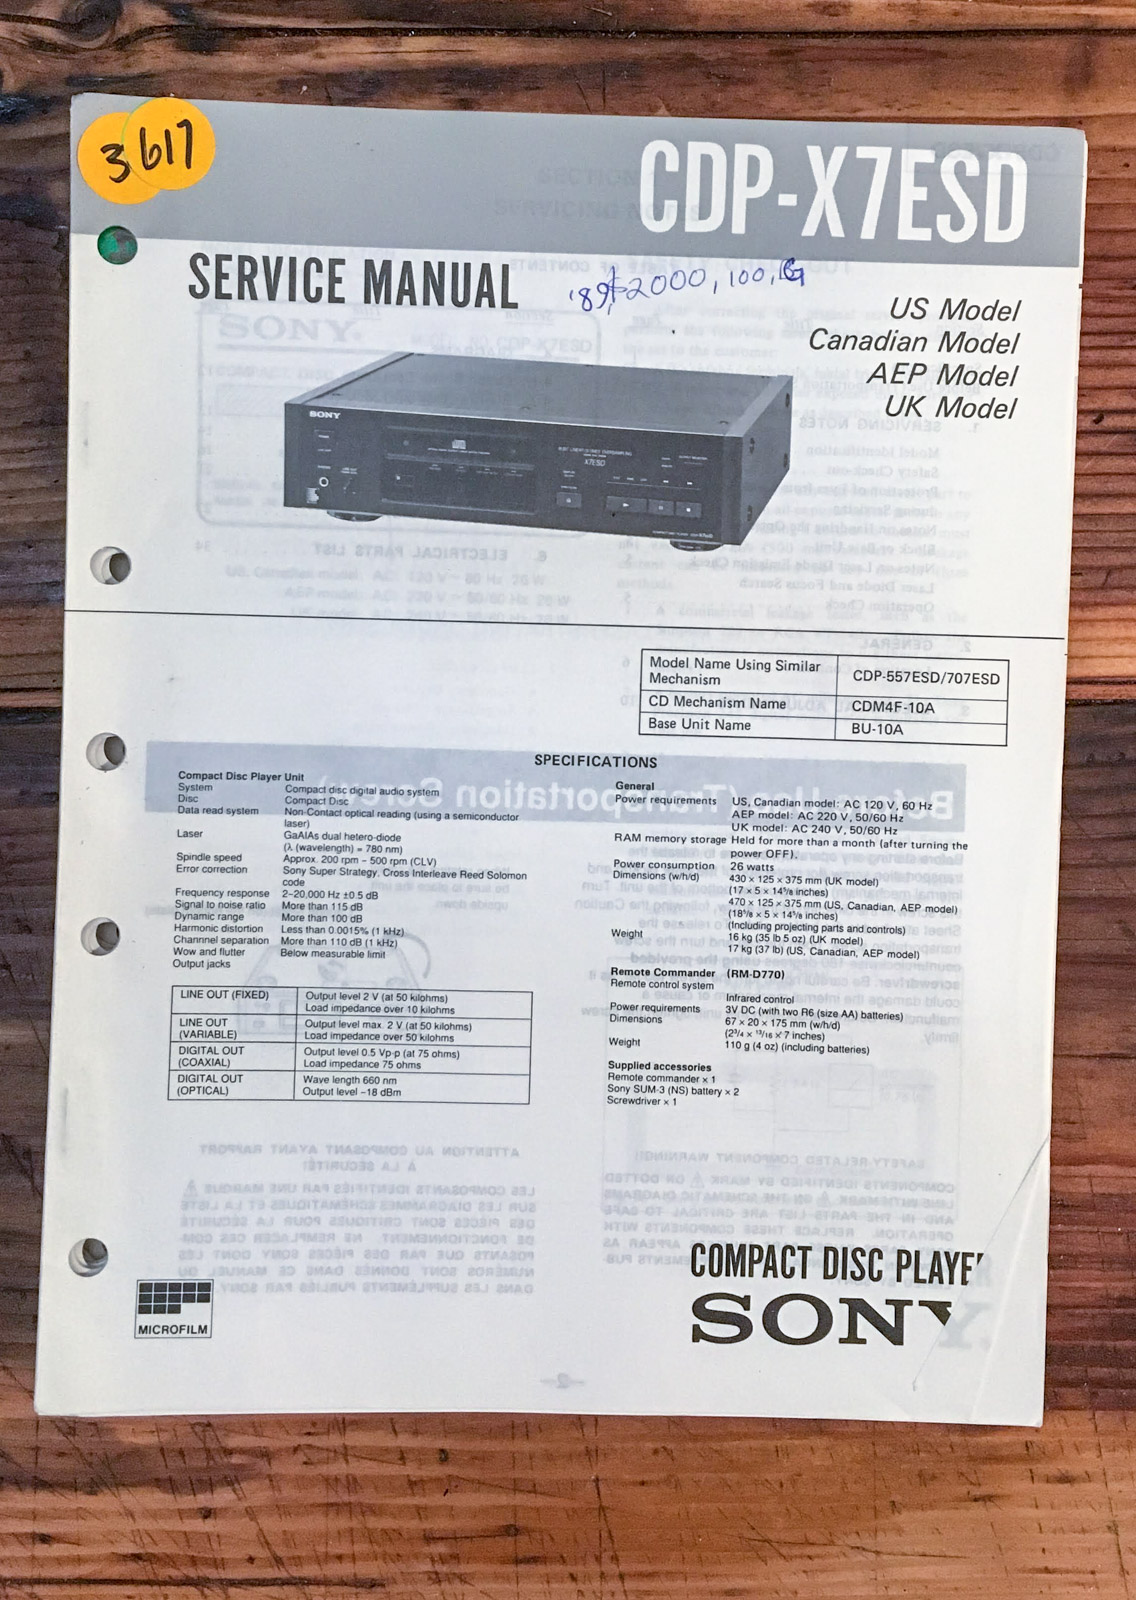 3617
CDP-X7ESD
SERVICE MANUAL
'89, $2000, 100,
US Model
Canadian Model
AEP Model
UK Model
SONY
X7ESD
Model Name Using Similar Mechanism CDP-557ESD/707ESD
CD Mechanism Name CDM4F-10A
Base Unit Name BU-10A
SPECIFICATIONS
Compact Disc Player Unit
System Compact disc digital audio system
Disc Compact Disc
Data read system Non-Contact optical reading (using a semiconductor
laser)
Laser GaAlAs dual hetero-diode
(λ (wavelength) = 780 nm)
Spindle speed Approx. 200 rpm - 500 rpm (CLV)
Error correction Sony Super Strategy, Cross Interleave Reed Solomon
code
Frequency response 2-20,000 Hz ±0.5 dB
Signal to noise ratio More than 115 dB
Dynamic range More than 100 dB
Harmonic distortion Less than 0.0015% (1 kHz)
Channnel separation More than 110 dB (1 kHz)
Wow and flutter Below measurable limit
Output jacks
LINE OUT (FIXED) Output level 2 V (at 50 kilohms)
Load impedance over 10 kilohms
LINE OUT Output level max. 2 V (at 50 kilohms)
(VARIABLE) Load impedance over 50 kilohms
DIGITAL OUT Output level 0.5 Vp-p (at 75 ohms)
(COAXIAL) Load impedance 75 ohms
DIGITAL OUT Wave length 660 nm
(OPTICAL) Output level -18 dBm
General
Power requirements US, Canadian model: AC 120 V, 60 Hz
AEP model: AC 220 V, 50/60 Hz
UK model: AC 240 V, 50/60 Hz
RAM memory storage Held for more than a month (after turning the
power OFF).
Power consumption 26 watts
Dimensions (w/h/d) 430 × 125 × 375 mm (UK model)
(17 × 5 × 14⅞ inches)
470 × 125 × 375 mm (US, Canadian, AEP model)
(18⅝ × 5 × 14⅞ inches)
(Including projecting parts and controls)
Weight 16 kg (35 lb 5 oz) (UK model)
17 kg (37 lb) (US, Canadian, AEP model)
Remote Commander (RM-D770)
Remote control system
Infrared control
Power requirements 3V DC (with two R6 (size AA) batteries)
Dimensions 67 × 20 × 175 mm (w/h/d)
(2¾ × 13/16 × 7 inches)
Weight 110 g (4 oz) (including batteries)
Supplied accessories
Remote commander × 1
Sony SUM-3 (NS) battery × 2
Screwdriver × 1
MICROFILM
COMPACT DISC PLAYE
SON